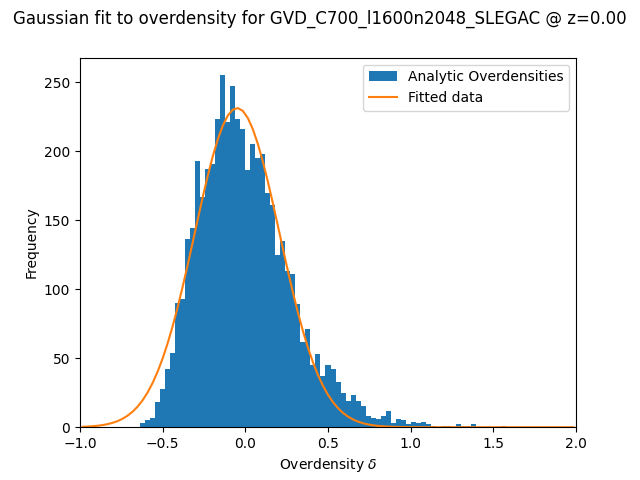 Gaussian fit to overdensity for GVD_C700_l1600n2048_SLEGAC @ z=0.00
Analytic Overdensities
Fitted data
Frequency
250
200
150
100
50
0
−1.0 −0.5 0.0 0.5 1.0 1.5 2.0
Overdensity δ